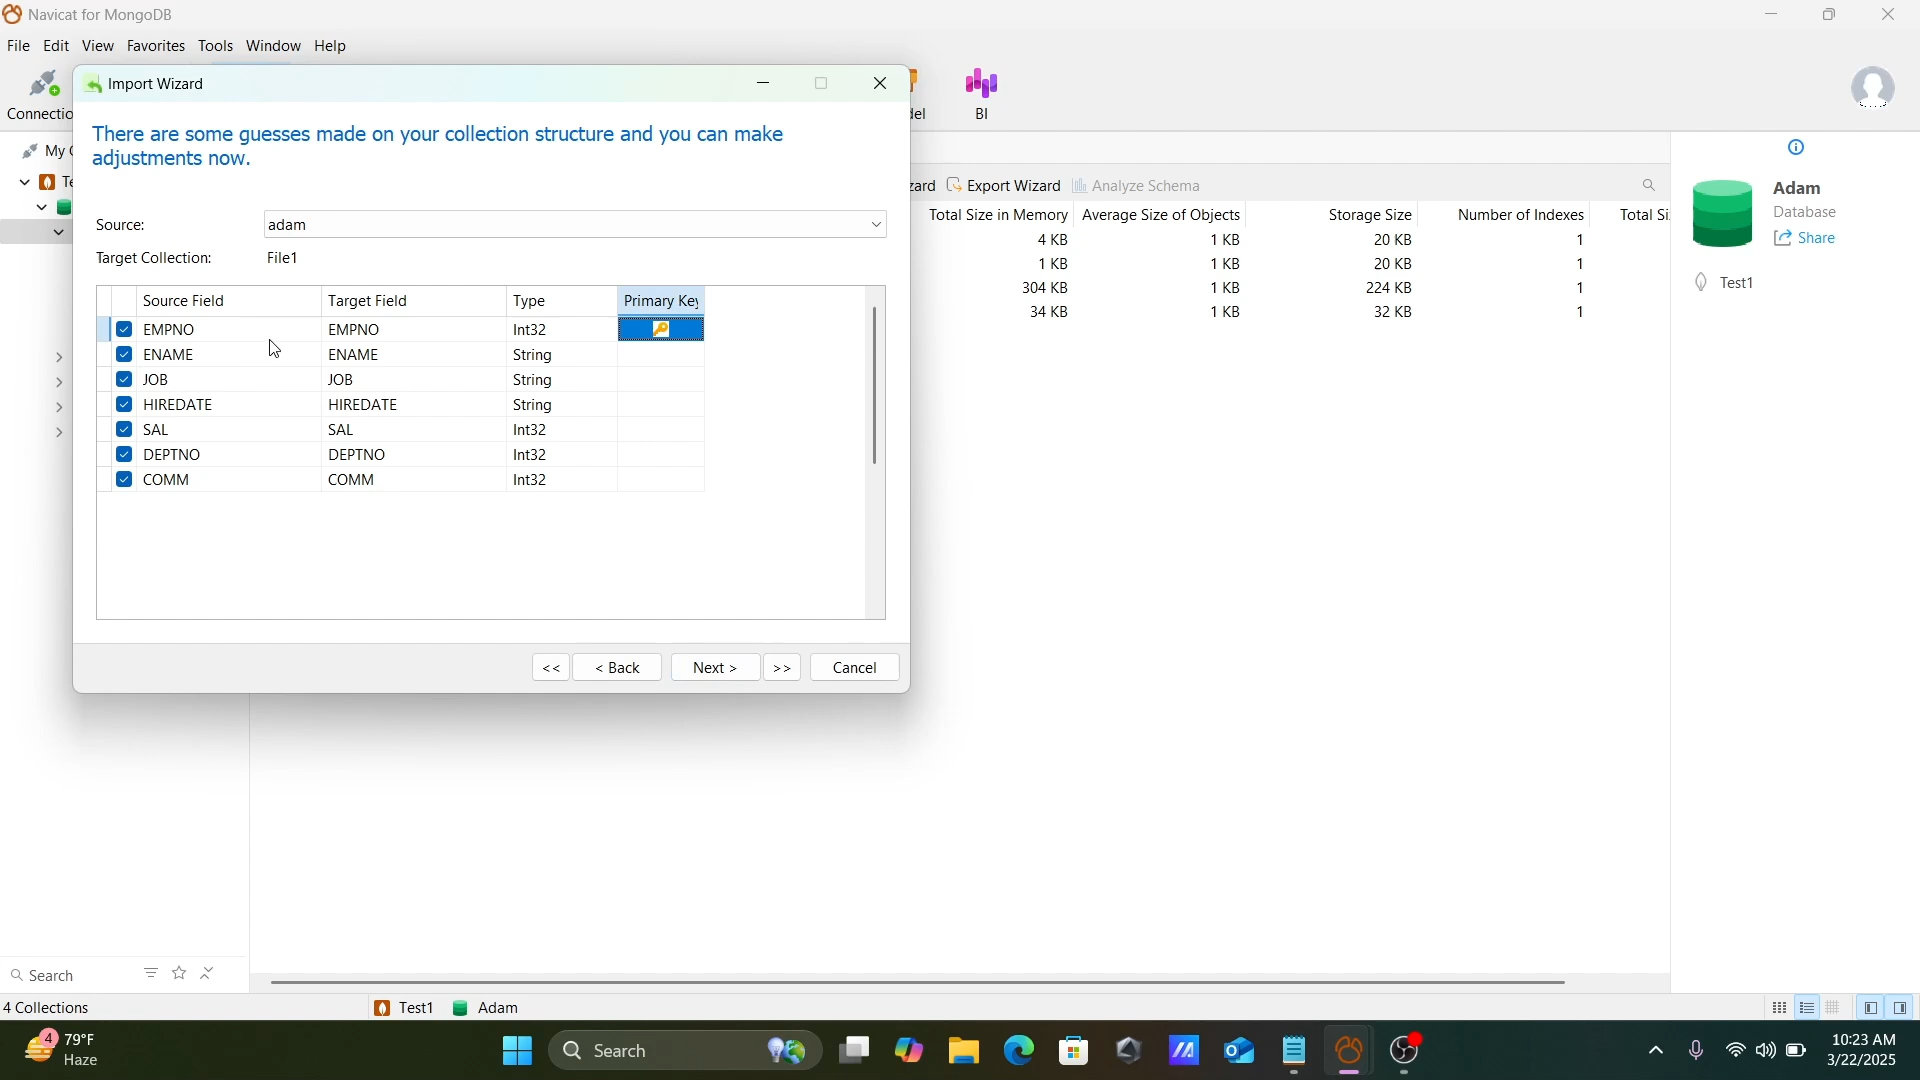 Navicat for MongoDB
File Edit View Favorites Tools Window Help
Import Wizard
BI
There are some guesses made on your collection structure and you can make
adjustments now.
Source: adam
Target Collection: File1
Source Field Target Field Type Primary Key
EMPNO EMPNO Int32
ENAME ENAME String
JOB JOB String
HIREDATE HIREDATE String
SAL SAL Int32
DEPTNO DEPTNO Int32
COMM COMM Int32
<< < Back Next > >> Cancel
My
Export Wizard Analyze Schema
Total Size in Memory Average Size of Objects Storage Size Number of Indexes Total
4 KB 1 KB 20 KB 1
1 KB 1 KB 20 KB 1
304 KB 1 KB 224 KB 1
34 KB 1 KB 32 KB 1
Adam
Database
Share
Test1
Search
4 Collections Test1 Adam
4 79°F
Haze
Search
10:23 AM
3/22/2025